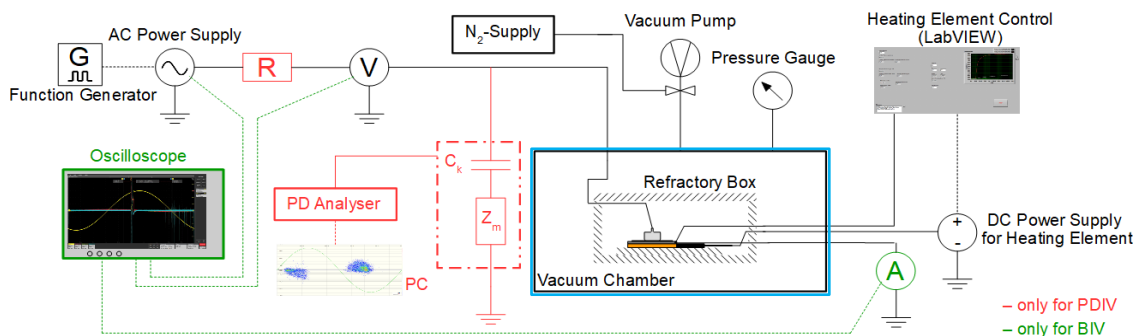 AC Power Supply
G
Function Generator
R
V
N₂-Supply
Vacuum Pump
Pressure Gauge
Heating Element Control
(LabVIEW)
Oscilloscope
PD Analyser
PC
Cₖ
Zₘ
Refractory Box
Vacuum Chamber
+
-
DC Power Supply
for Heating Element
A
– only for PDIV
– only for BIV